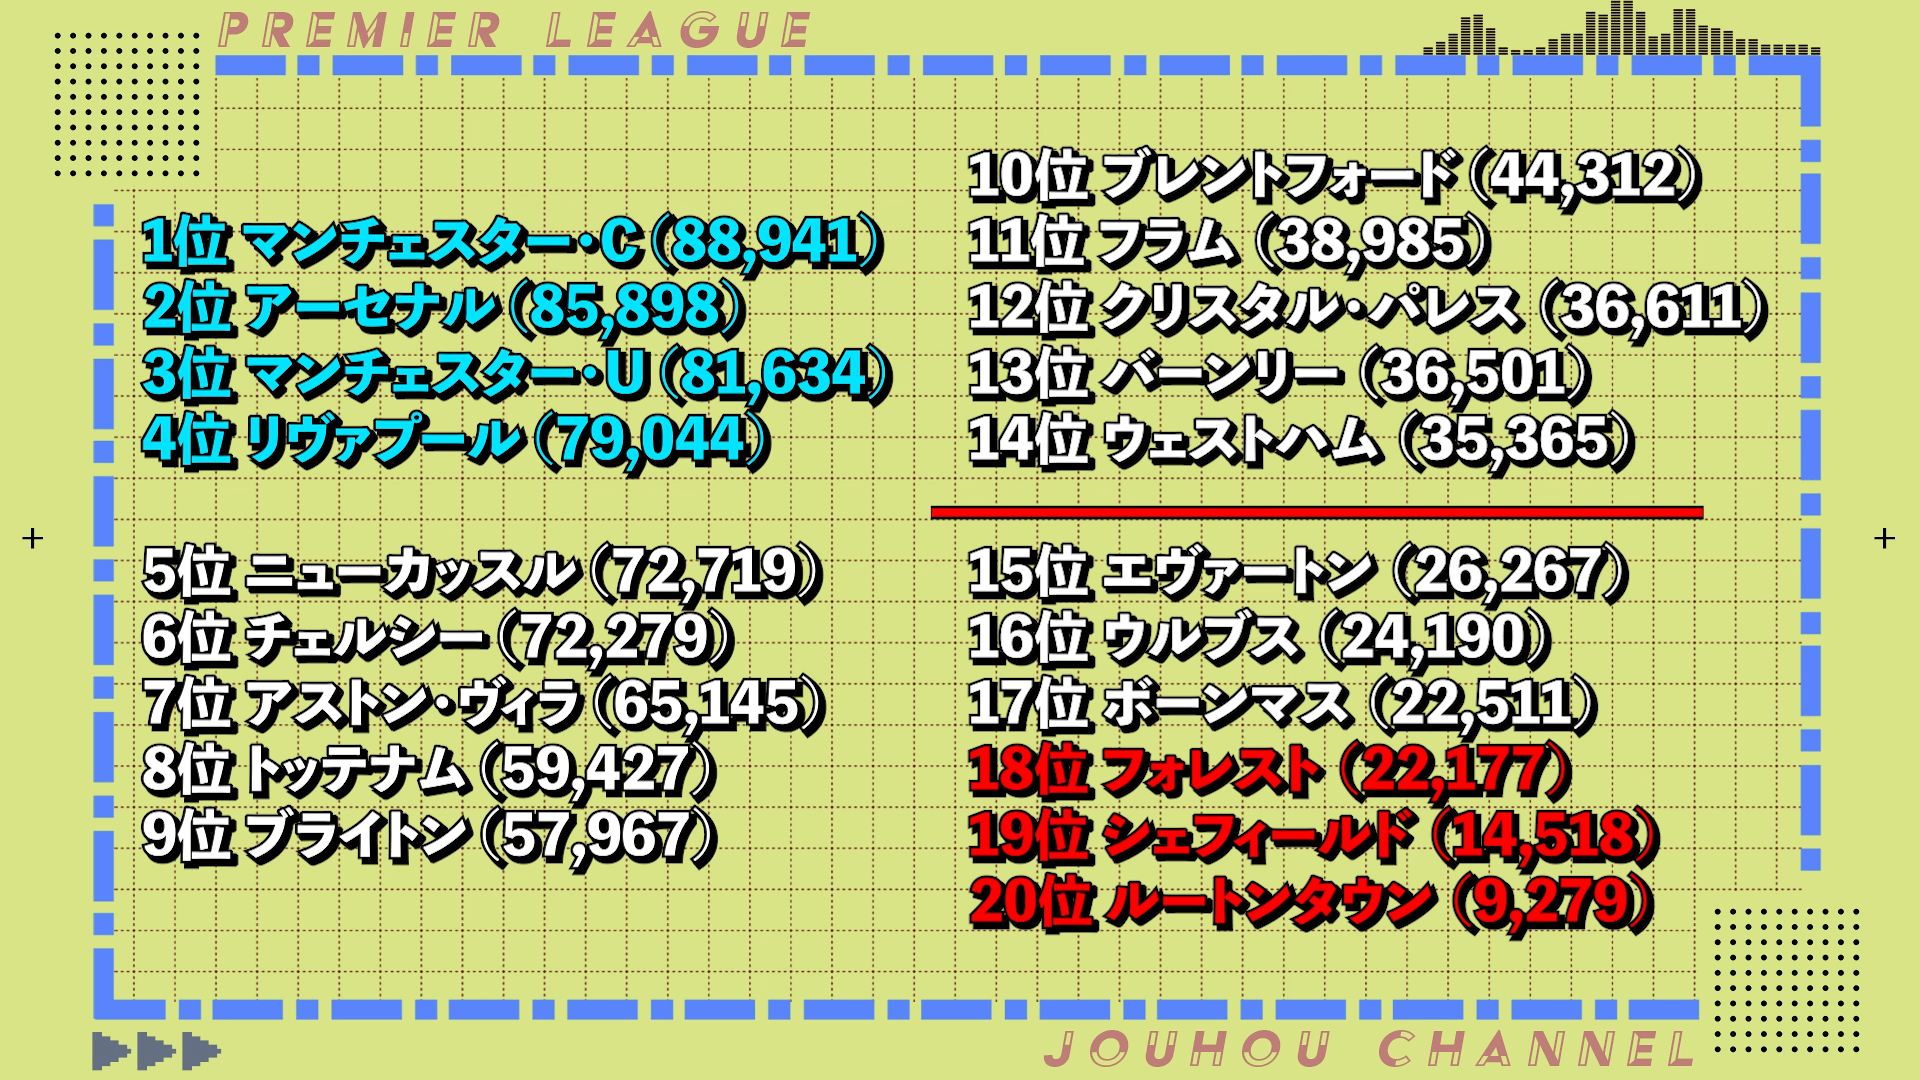 PREMIER LEAGUE
1位 マンチェスター・C（88,941）
2位 アーセナル（85,898）
3位 マンチェスター・U（81,634）
4位 リヴァプール（79,044）
5位 ニューカッスル（72,719）
6位 チェルシー（72,279）
7位 アストン・ヴィラ（65,145）
8位 トッテナム（59,427）
9位 ブライトン（57,967）
10位 ブレントフォード（44,312）
11位 フラム（38,985）
12位 クリスタル・パレス（36,611）
13位 バーンリー（36,501）
14位 ウェストハム（35,365）
15位 エヴァートン（26,267）
16位 ウルブス（24,190）
17位 ボーンマス（22,511）
18位 フォレスト（22,177）
19位 シェフィールド（14,518）
20位 ルートンタウン（9,279）
JOUHOU CHANNEL